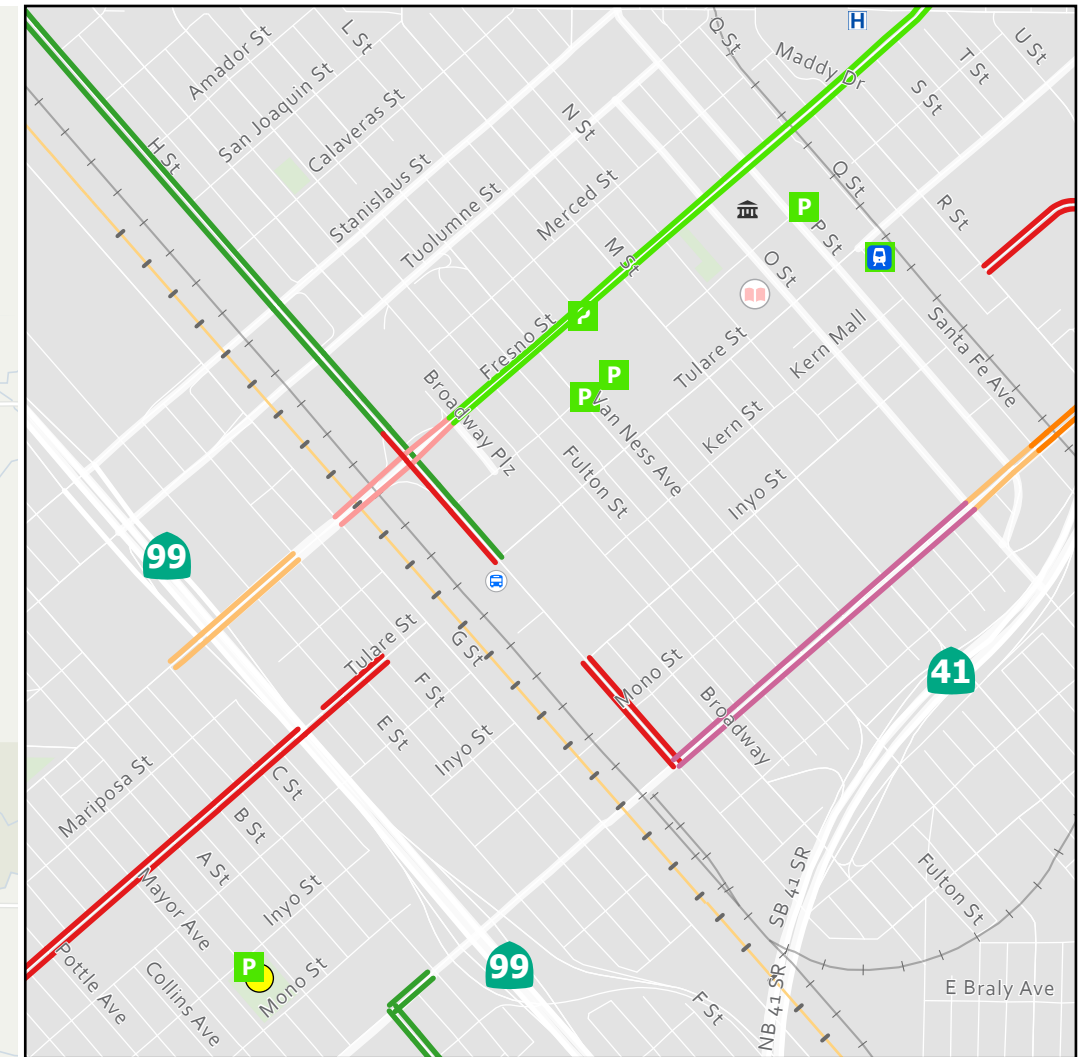 H
L St
Q St
U St
Amador St
Maddy Dr
T St
San Joaquin St
S St
Calaveras St
N St
H St
Q St
Stanislaus St
Merced St
P
R St
Tuolumne St
P St
M St
O St
P
Fresno St
Tulare St
Kern Mall
Santa Fe Ave
P
P
Broadway Plz
Van Ness Ave
Kern St
Fulton St
Inyo St
99
Tulare St
G St
Mono St
41
F St
Broadway
E St
Inyo St
Mariposa St
C St
B St
A St
Inyo St
Mayor Ave
SB 41 SR
Fulton St
Pottle Ave
P
99
Collins Ave
Mono St
E Braly Ave
F St
NB 41 SR